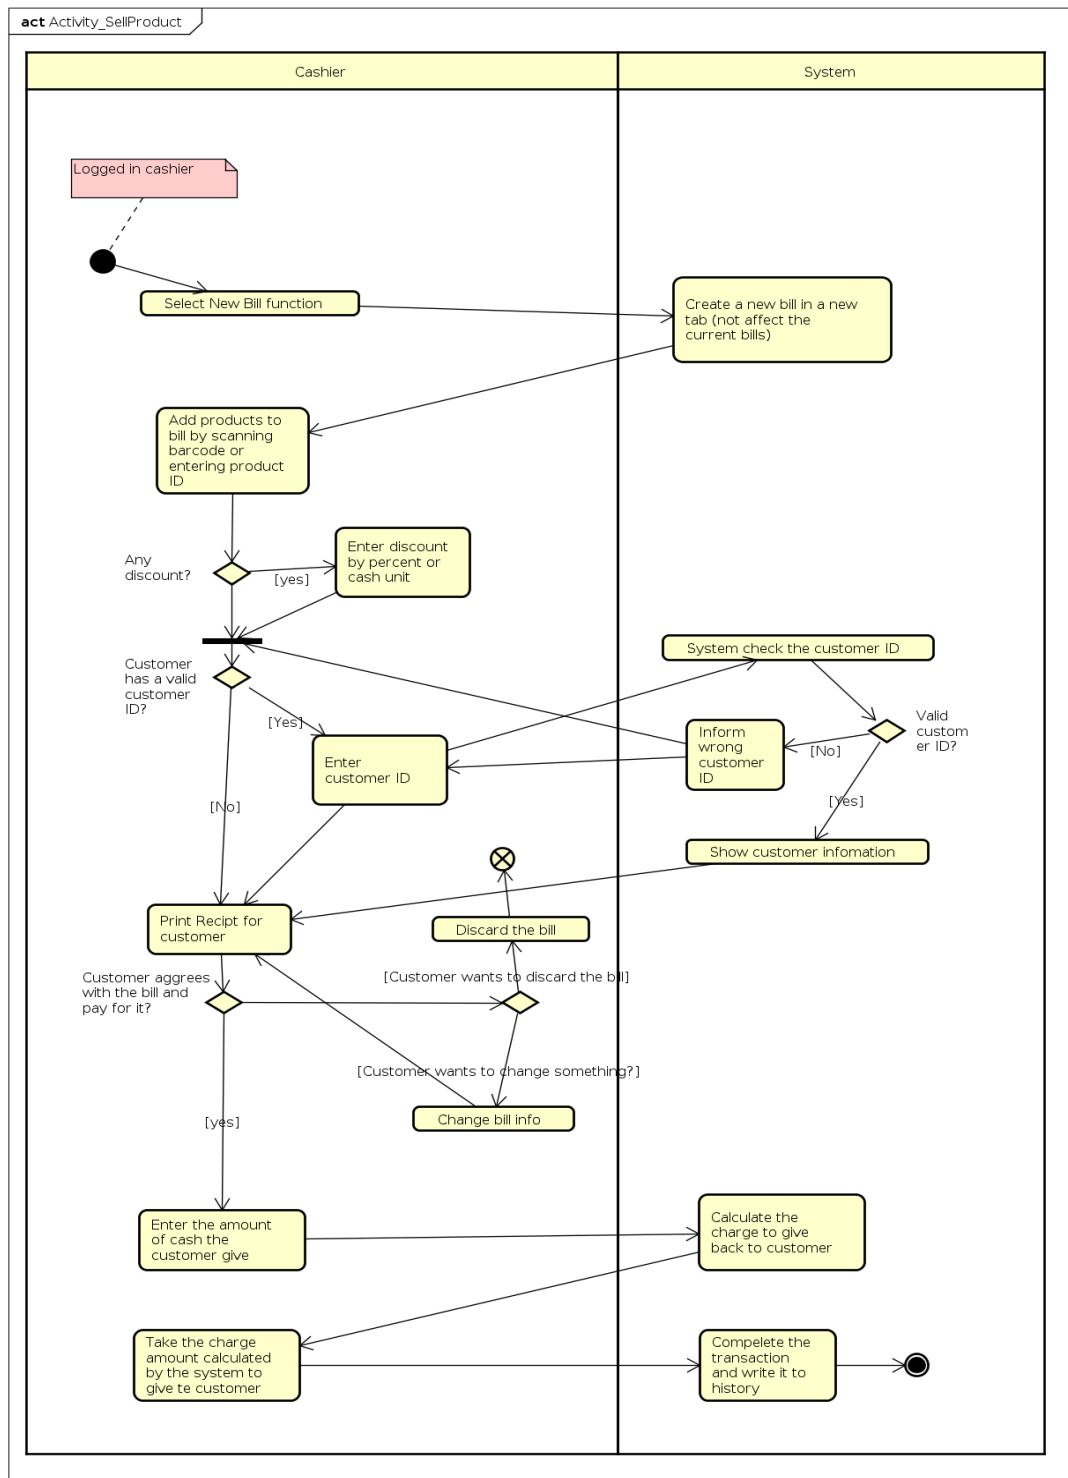 act Activity_SellProduct
Cashier
System
Logged in cashier
Select New Bill function
Create a new bill in a new
tab (not affect the
current bills)
Add products to
bill by scanning
barcode or
entering product
ID
Any
discount?
[yes]
Enter discount
by percent or
cash unit
Customer
has a valid
customer
ID?
[Yes]
Enter
customer ID
System check the customer ID
Valid
custom
er ID?
[No]
Inform
wrong
customer
ID
[Yes]
Show customer infomation
[No]
Print Recipt for
customer
Discard the bill
[Customer wants to discard the bill]
Customer aggrees
with the bill and
pay for it?
[Customer wants to change something?]
Change bill info
[yes]
Enter the amount
of cash the
customer give
Calculate the
charge to give
back to customer
Take the charge
amount calculated
by the system to
give te customer
Compelete the
transaction
and write it to
history